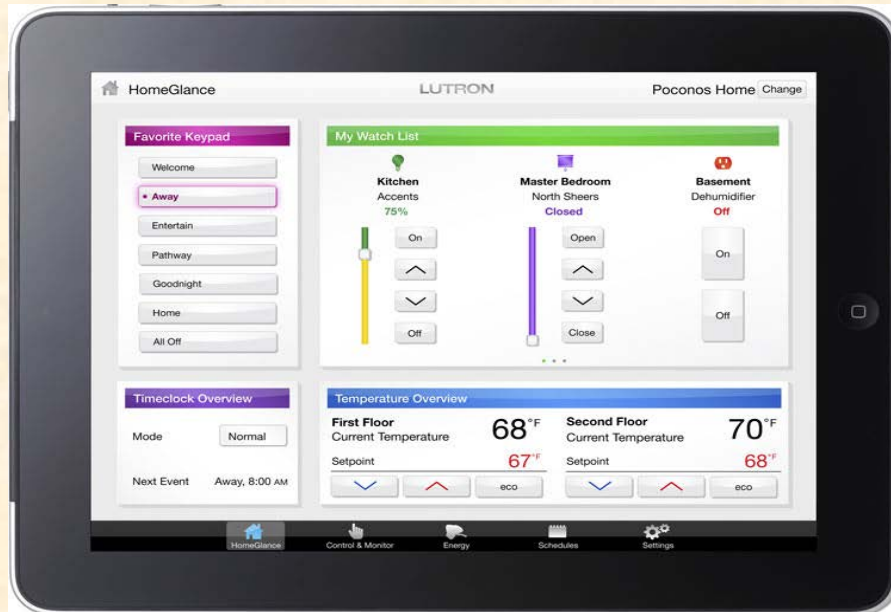 HomeGlance
LUTRON
Poconos Home Change
Favorite Keypad
Welcome
• Away
Entertain
Pathway
Goodnight
Home
All Off
My Watch List
Kitchen
Accents
75%
On
Off
Master Bedroom
North Sheers
Closed
Open
Close
Basement
Dehumidifier
Off
On
Off
Timeclock Overview
Mode Normal
Next Event Away, 8:00 AM
Temperature Overview
First Floor
Current Temperature 68°F
Setpoint 67°F
eco
Second Floor
Current Temperature 70°F
Setpoint 68°F
eco
HomeGlance Control & Monitor Energy Schedules Settings